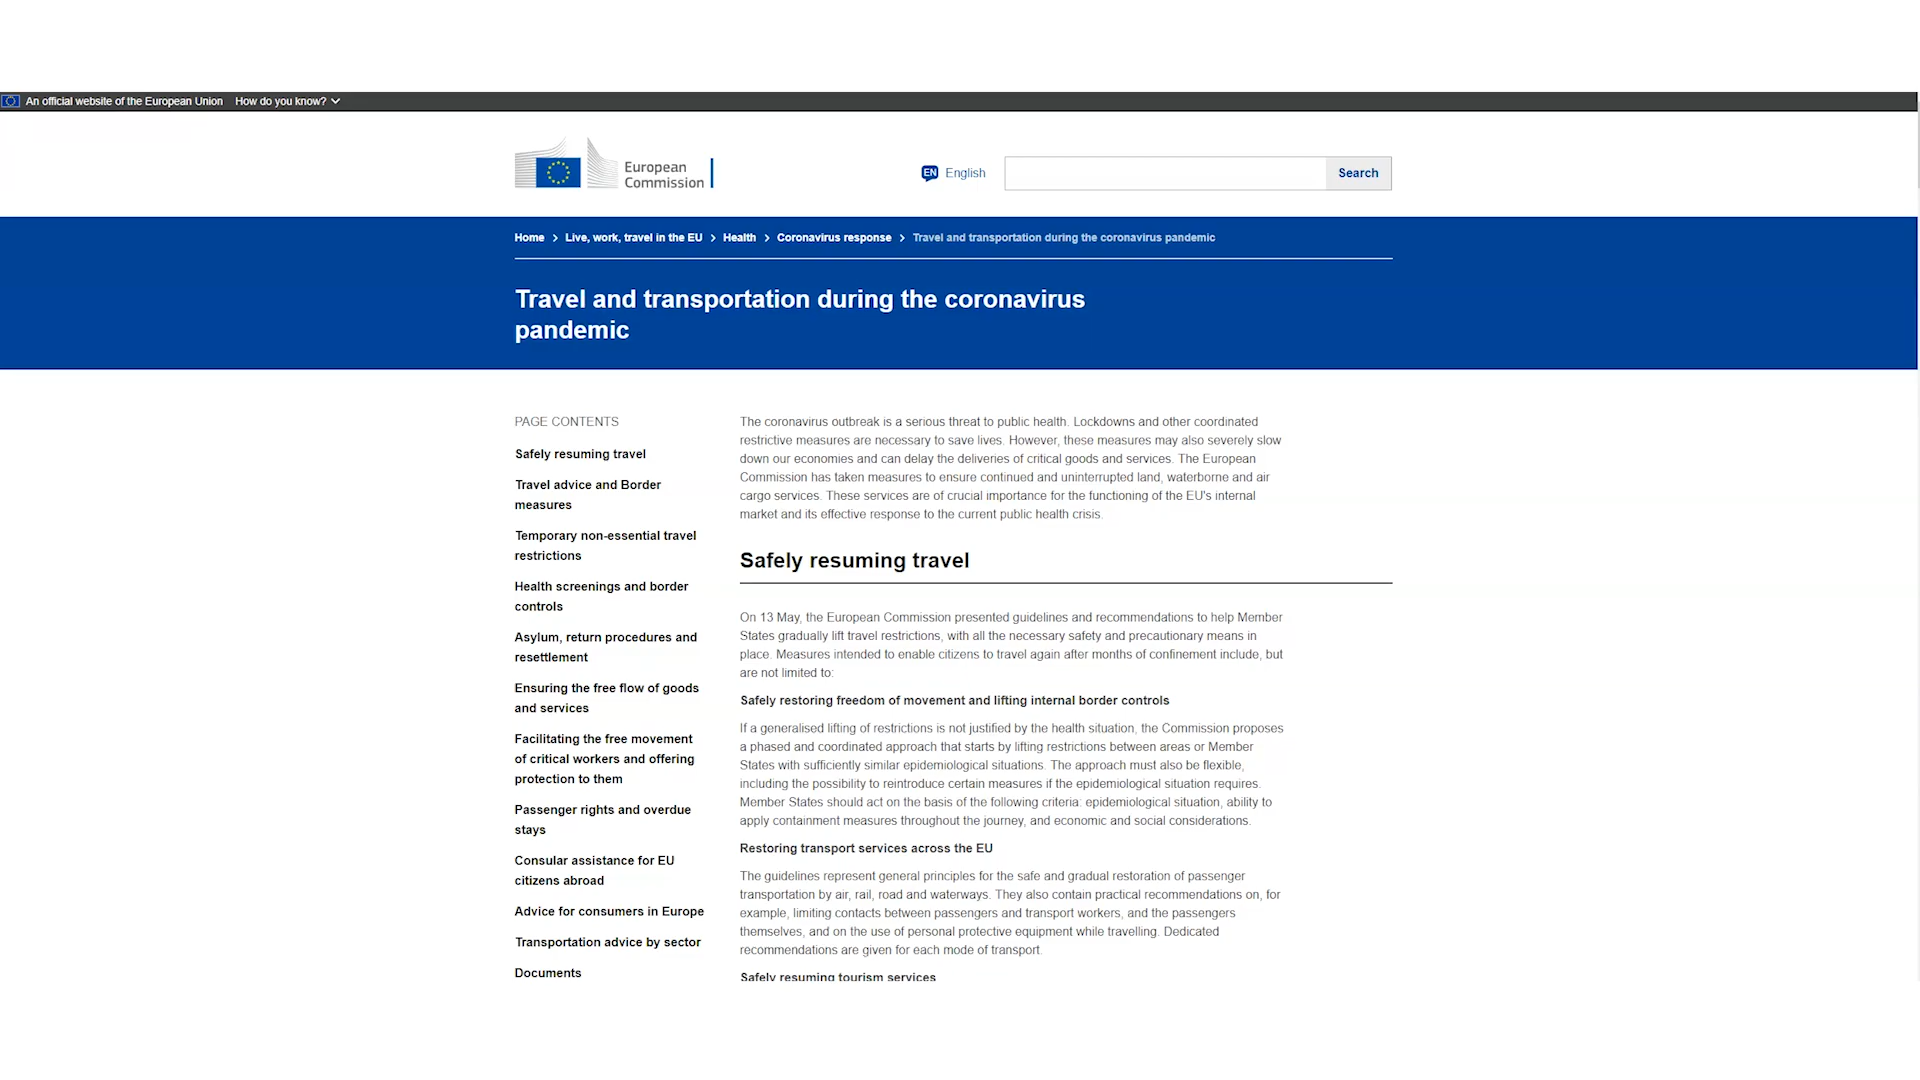 An official website of the European Union How do you know?
European
Commission
EN English
Search
Home > Live, work, travel in the EU > Health > Coronavirus response > Travel and transportation during the coronavirus pandemic
Travel and transportation during the coronavirus
pandemic
PAGE CONTENTS
Safely resuming travel
Travel advice and Border
measures
Temporary non-essential travel
restrictions
Health screenings and border
controls
Asylum, return procedures and
resettlement
Ensuring the free flow of goods
and services
Facilitating the free movement
of critical workers and offering
protection to them
Passenger rights and overdue
stays
Consular assistance for EU
citizens abroad
Advice for consumers in Europe
Transportation advice by sector
Documents
The coronavirus outbreak is a serious threat to public health. Lockdowns and other coordinated
restrictive measures are necessary to save lives. However, these measures may also severely slow
down our economies and can delay the deliveries of critical goods and services. The European
Commission has taken measures to ensure continued and uninterrupted land, waterborne and air
cargo services. These services are of crucial importance for the functioning of the EU's internal
market and its effective response to the current public health crisis.
Safely resuming travel
On 13 May, the European Commission presented guidelines and recommendations to help Member
States gradually lift travel restrictions, with all the necessary safety and precautionary means in
place. Measures intended to enable citizens to travel again after months of confinement include, but
are not limited to:
Safely restoring freedom of movement and lifting internal border controls
If a generalised lifting of restrictions is not justified by the health situation, the Commission proposes
a phased and coordinated approach that starts by lifting restrictions between areas or Member
States with sufficiently similar epidemiological situations. The approach must also be flexible,
including the possibility to reintroduce certain measures if the epidemiological situation requires.
Member States should act on the basis of the following criteria: epidemiological situation, ability to
apply containment measures throughout the journey, and economic and social considerations.
Restoring transport services across the EU
The guidelines represent general principles for the safe and gradual restoration of passenger
transportation by air, rail, road and waterways. They also contain practical recommendations on, for
example, limiting contacts between passengers and transport workers, and the passengers
themselves, and on the use of personal protective equipment while travelling. Dedicated
recommendations are given for each mode of transport.
Safely resuming tourism services